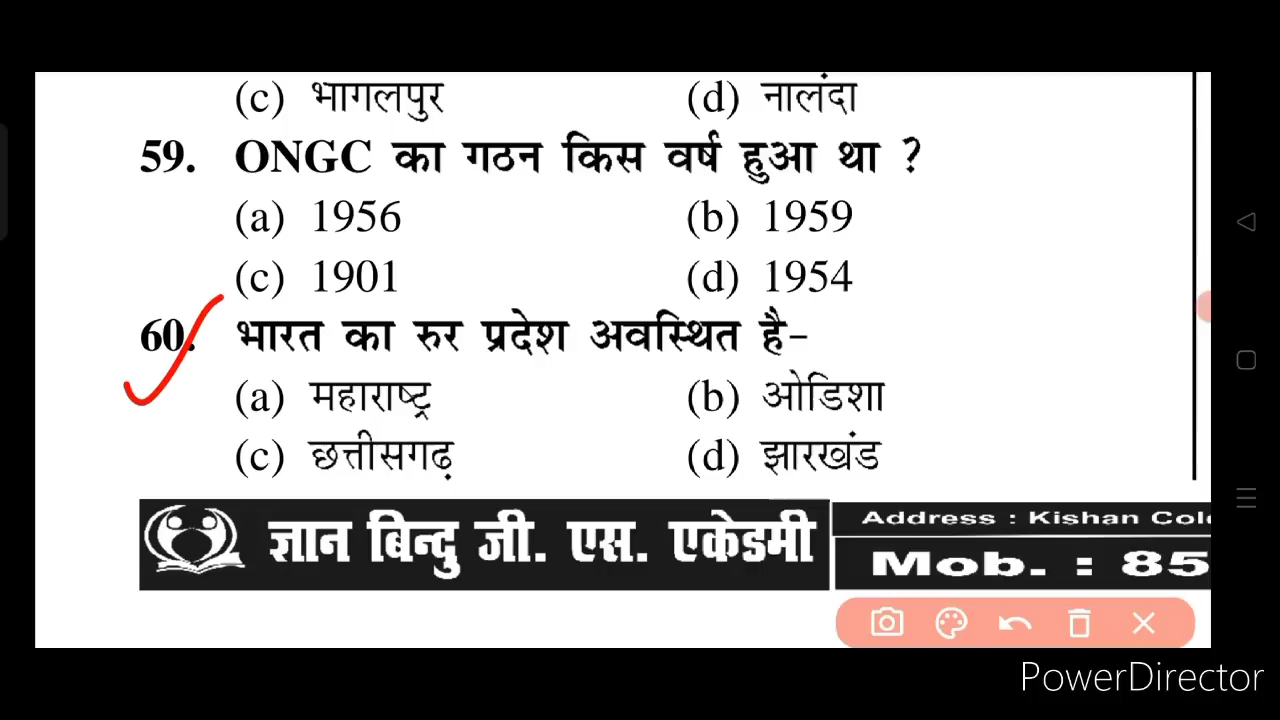 (c) भागलपुर (d) नालंदा
59. ONGC का गठन किस वर्ष हुआ था ?
(a) 1956 (b) 1959
(c) 1901 (d) 1954
60. भारत का रुर प्रदेश अवस्थित है-
(a) महाराष्ट्र (b) ओडिशा
(c) छत्तीसगढ़ (d) झारखंड
ज्ञान बिन्दु जी. एस. एकेडमी
Address : Kishan Col
Mob. : 85
PowerDirector